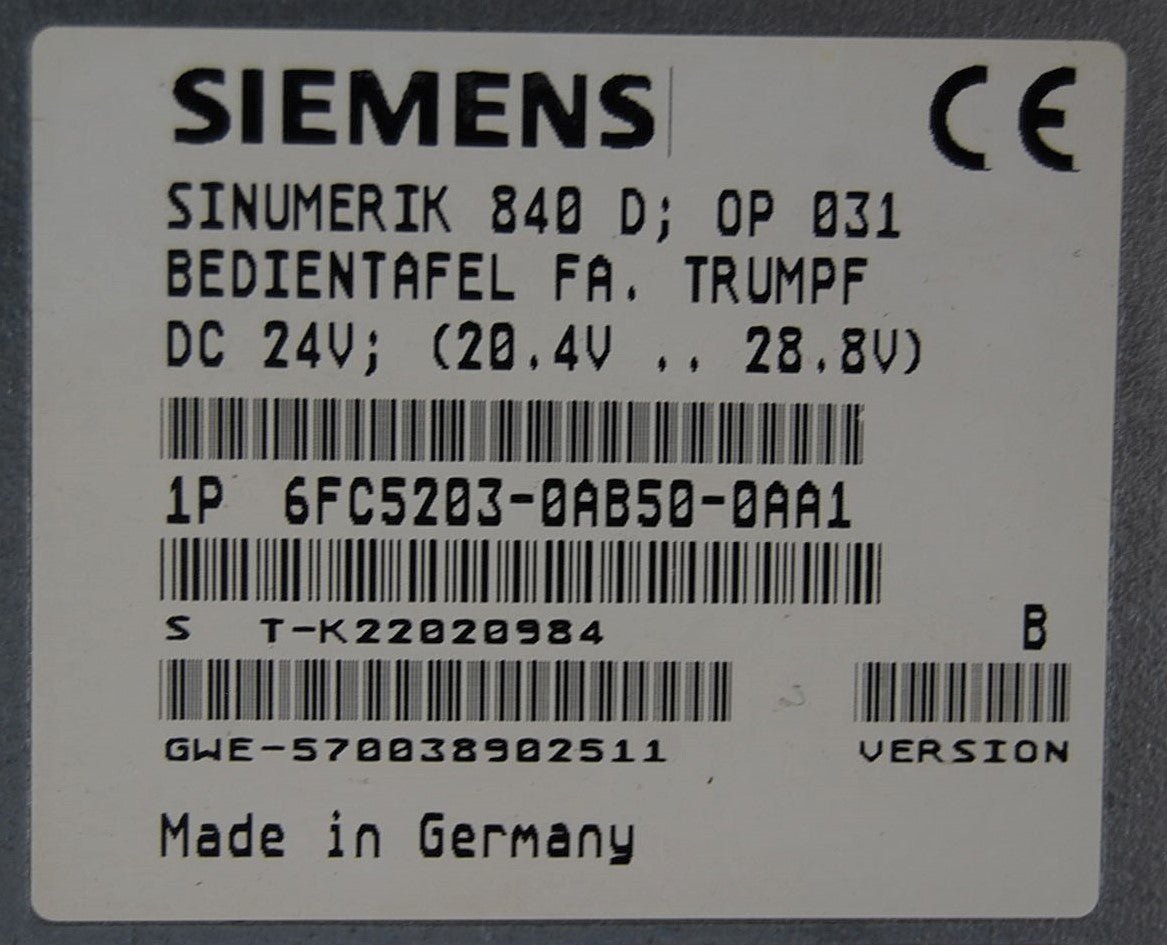 SIEMENS
CE
SINUMERIK 840 D; OP 031
BEDIENTAFEL FA. TRUMPF
DC 24V; (20.4V .. 28.8V)
1P 6FC5203-0AB50-0AA1
S T-K22020984
B
GWE-570038902511
VERSION
Made in Germany